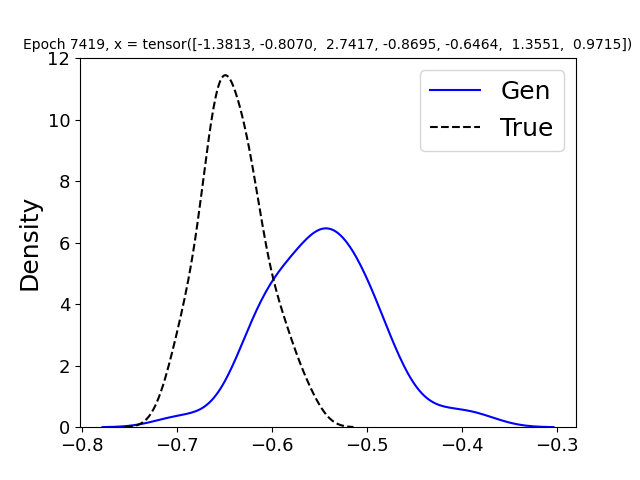 Epoch 7419, x = tensor([-1.3813, -0.8070,  2.7417, -0.8695, -0.6464,  1.3551,  0.9715])
12
10
8
6
4
2
0
Density
Gen
True
−0.8 −0.7 −0.6 −0.5 −0.4 −0.3